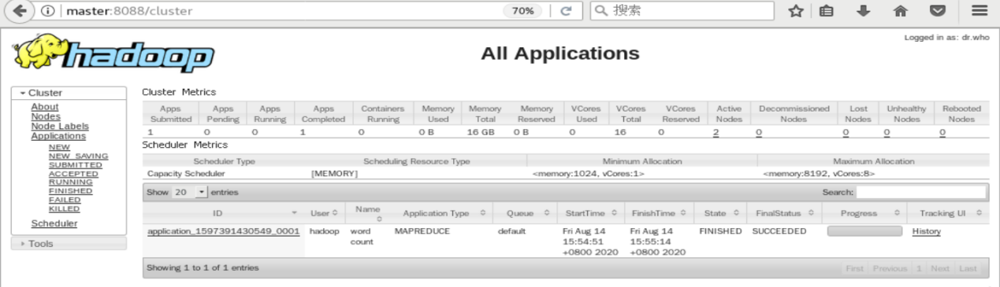 master:8088/cluster 70% 搜索
Logged in as: dr.who
hadoop
All Applications
Cluster
About
Nodes
Node Labels
Applications
NEW
NEW_SAVING
SUBMITTED
ACCEPTED
RUNNING
FINISHED
FAILED
KILLED
Scheduler
Tools
Cluster Metrics
Apps Submitted Apps Pending Apps Running Apps Completed Containers Running Memory Used Memory Total Memory Reserved VCores Used VCores Total VCores Reserved Active Nodes Decommissioned Nodes Lost Nodes Unhealthy Nodes Rebooted Nodes
1 0 0 1 0 0 B 16 GB 0 B 0 16 0 2 0 0 0 0
Scheduler Metrics
Scheduler Type Scheduling Resource Type Minimum Allocation Maximum Allocation
Capacity Scheduler [MEMORY] <memory:1024, vCores:1> <memory:8192, vCores:8>
Show 20 entries Search:
ID User Name Application Type Queue StartTime FinishTime State FinalStatus Progress Tracking UI
application_1597391430549_0001 hadoop word count MAPREDUCE default Fri Aug 14 15:54:51 +0800 2020 Fri Aug 14 15:55:14 +0800 2020 FINISHED SUCCEEDED History
Showing 1 to 1 of 1 entries First Previous 1 Next Last